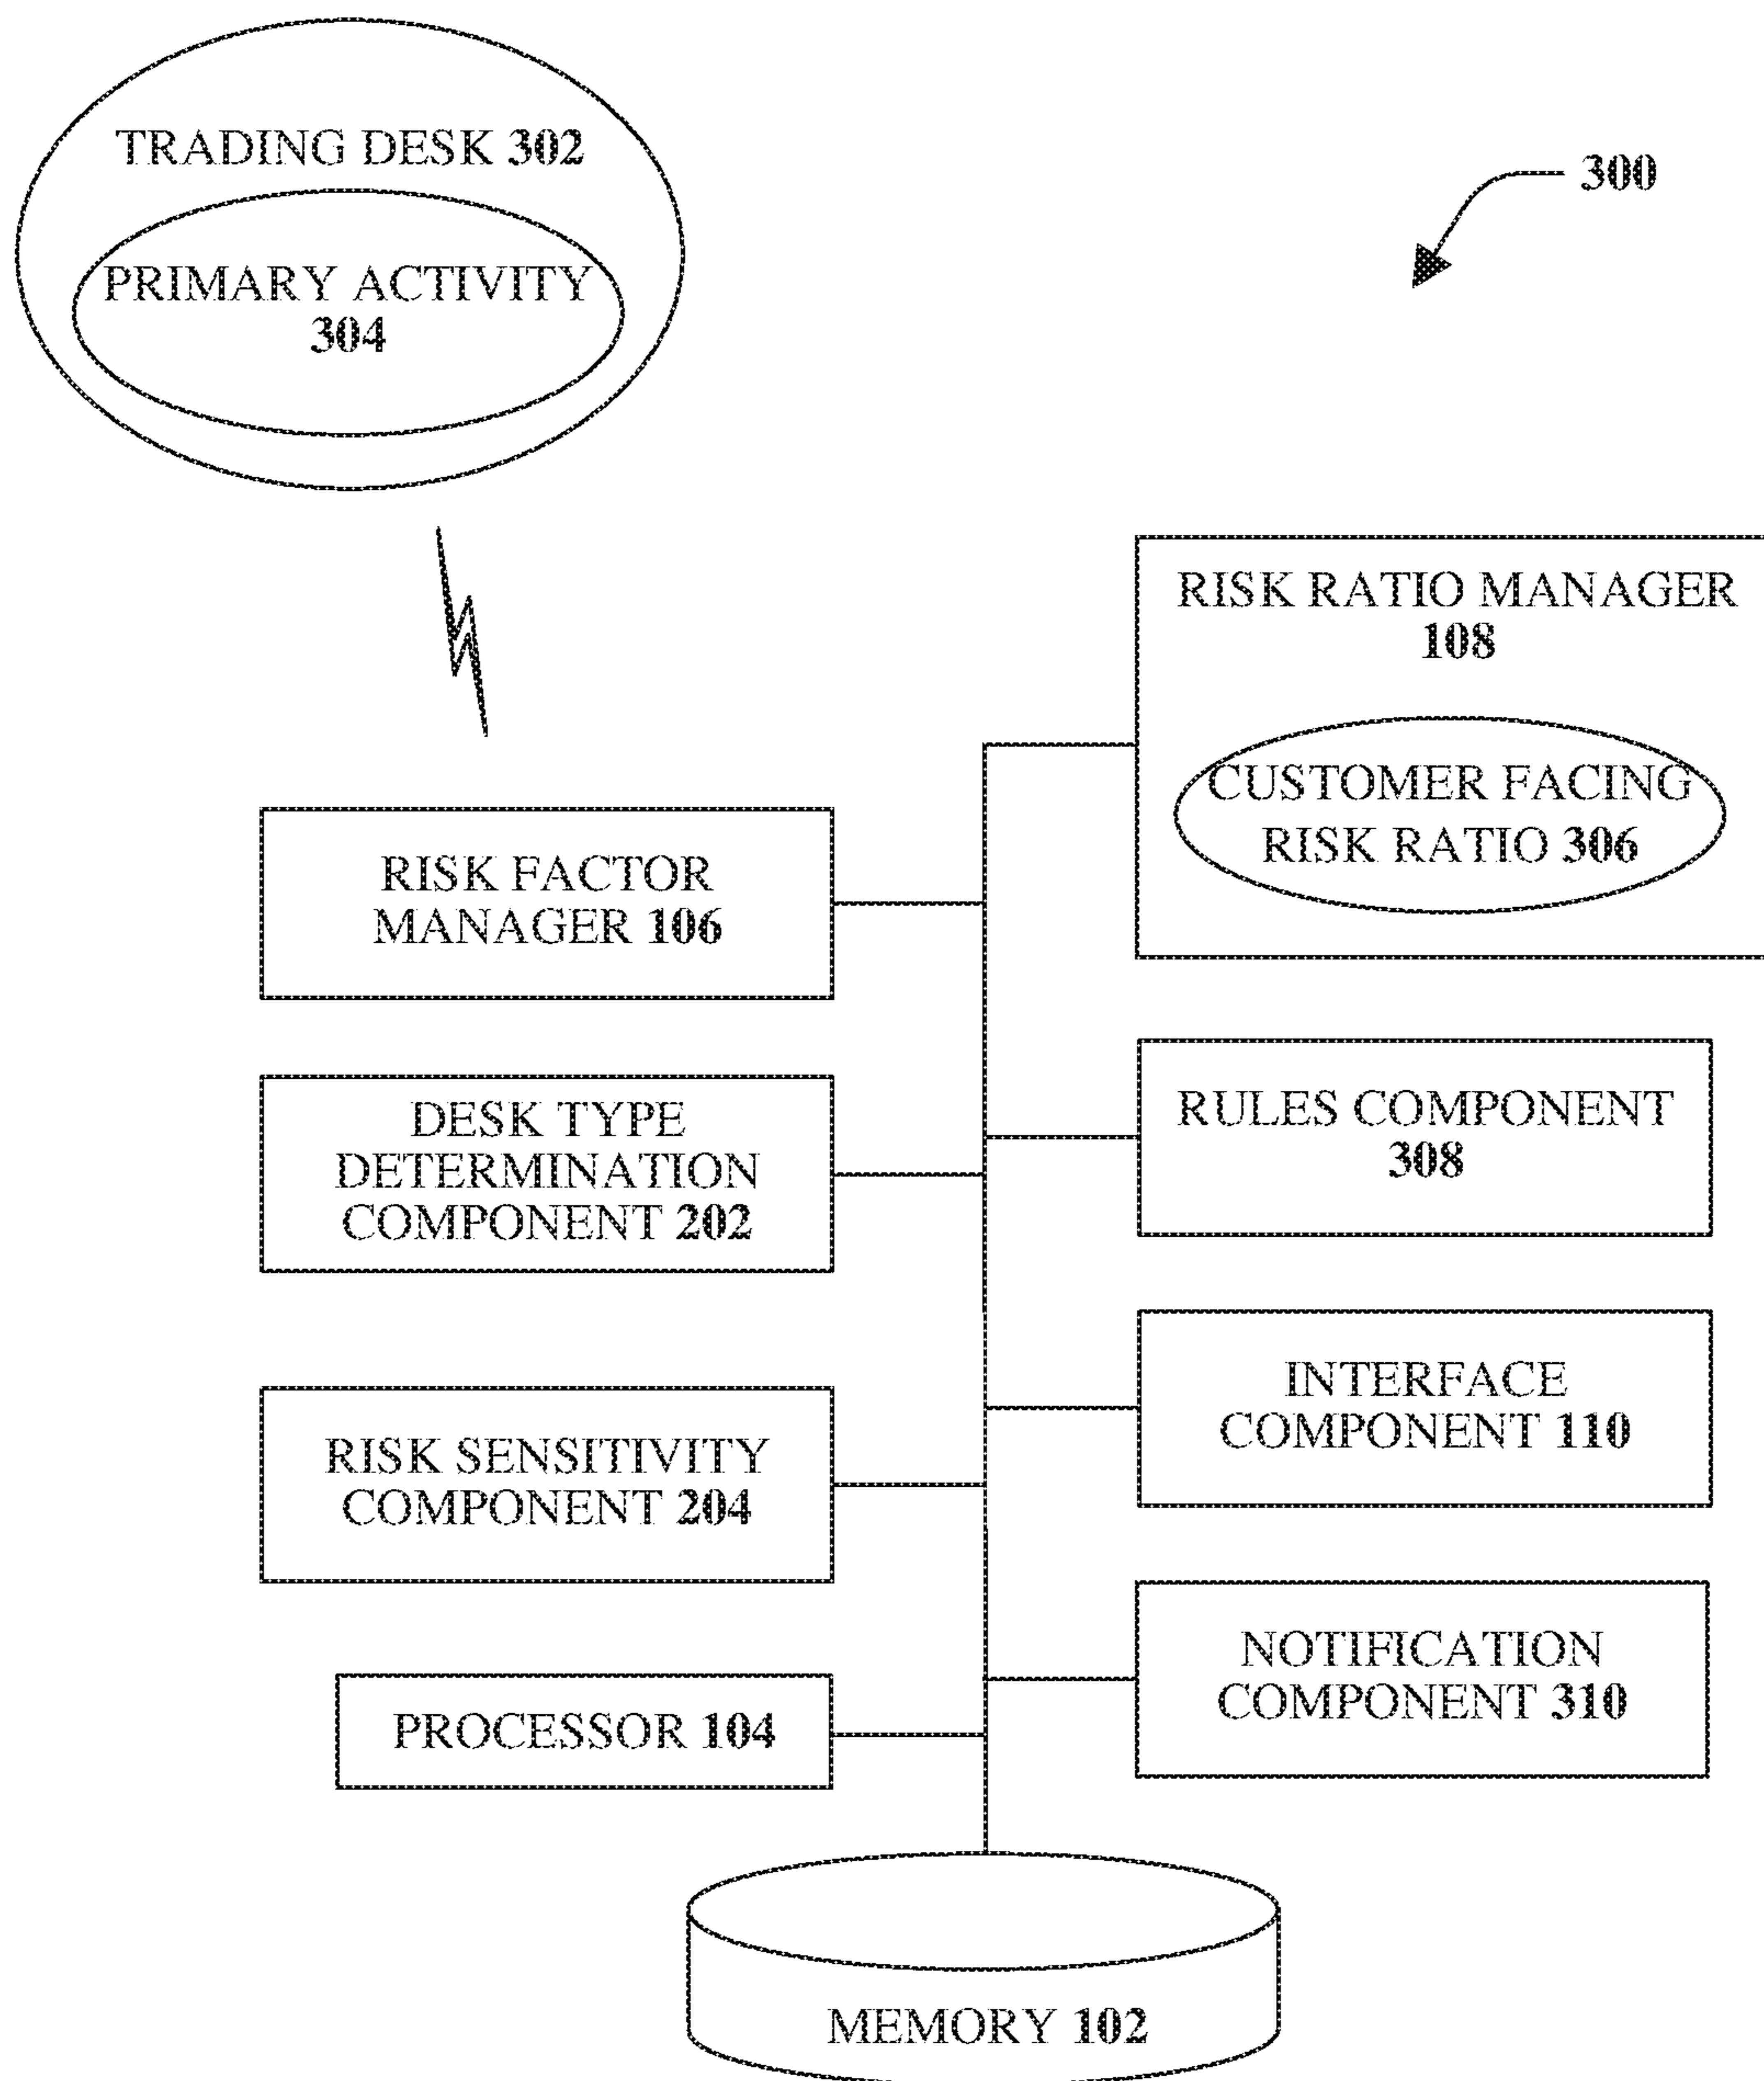 TRADING DESK 302
PRIMARY ACTIVITY
304
300
RISK RATIO MANAGER
108
CUSTOMER FACING
RISK RATIO 306
RISK FACTOR
MANAGER 106
DESK TYPE
DETERMINATION
COMPONENT 202
RULES COMPONENT
308
INTERFACE
COMPONENT 110
RISK SENSITIVITY
COMPONENT 204
NOTIFICATION
COMPONENT 310
PROCESSOR 104
MEMORY 102